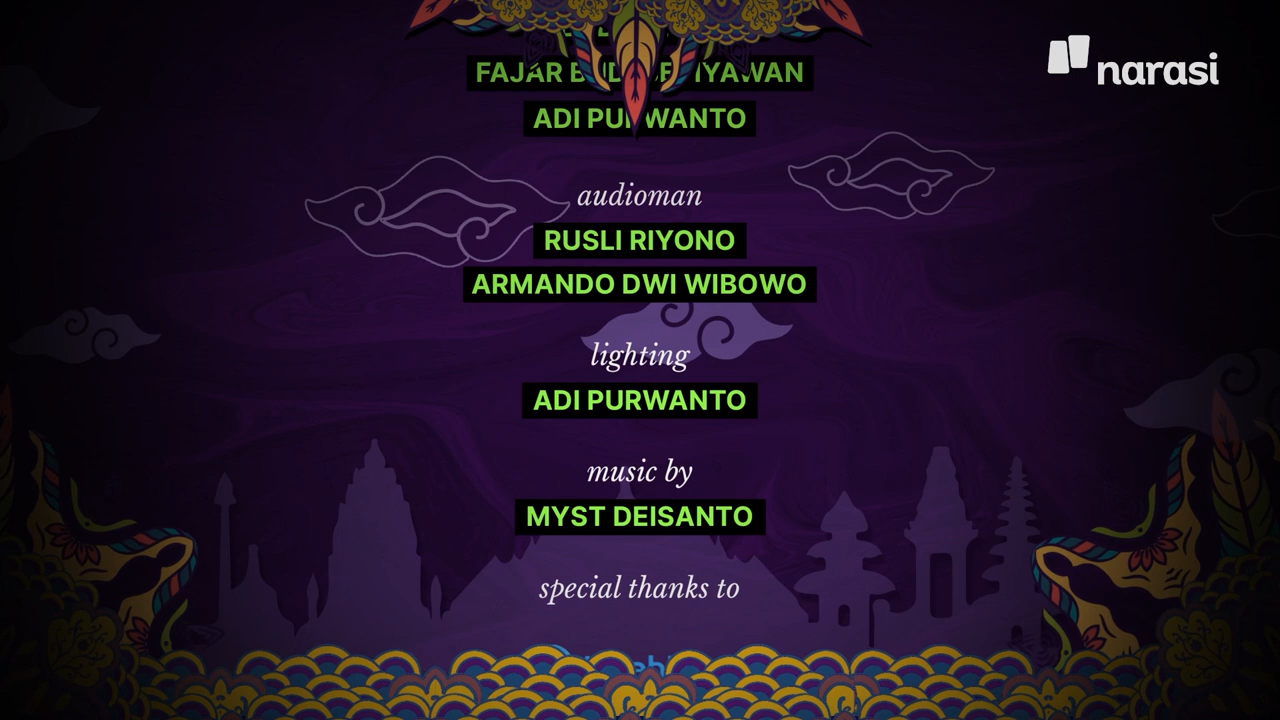 narasi
FAJAR
ADI PURWANTO
audioman
RUSLI RIYONO
ARMANDO DWI WIBOWO
lighting
ADI PURWANTO
music by
MYST DEISANTO
special thanks to